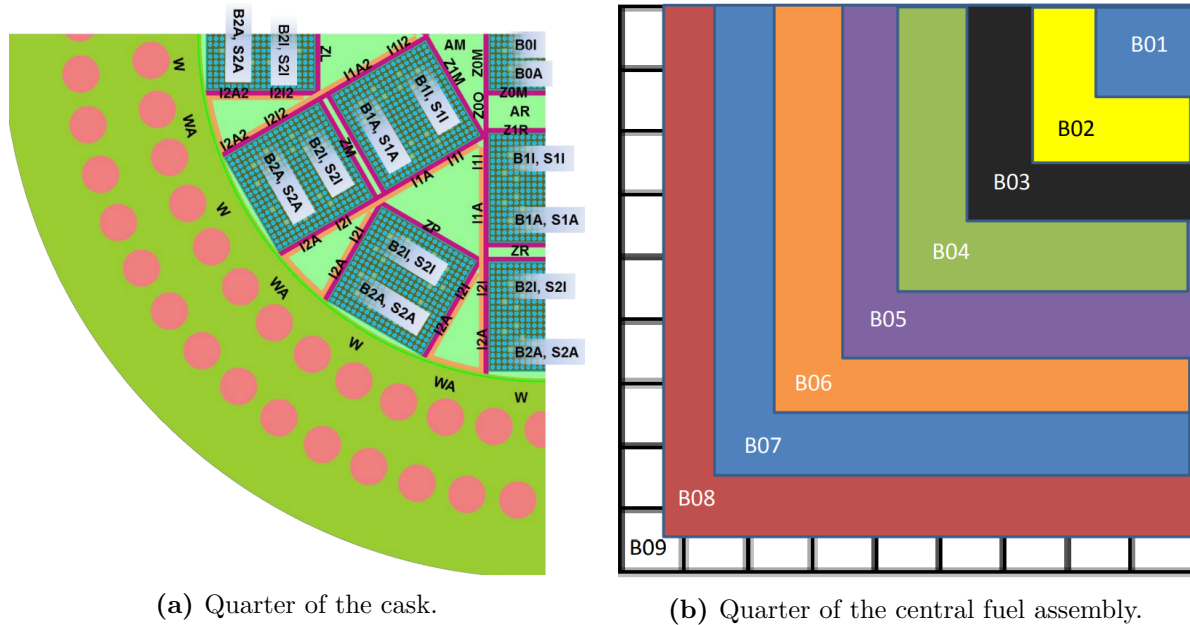 B2A, S2A
B2I, S2I
ZL
I1I2
AM
Z0M
B0I
W
I1A2
Z1M
B0A
I2A2
I2I2
B1I, S1I
Z0M
WA
I2A2
I2I2
B1A, S1A
Z0O
AR
Z1R
ZM
I1I
I1I
B1I, S1I
B2I, S2I
B2A, S2A
I1A
I1A
B1A, S1A
W
I2I
ZR
I2A
I2I
ZR
B2I, S2I
I2I
I2I
B2I, S2I
WA
I2A
B2A, S2A
I2A
I2A
B2A, S2A
W
WA
W
(a) Quarter of the cask.
B01
B02
B03
B04
B05
B06
B07
B08
B09
(b) Quarter of the central fuel assembly.